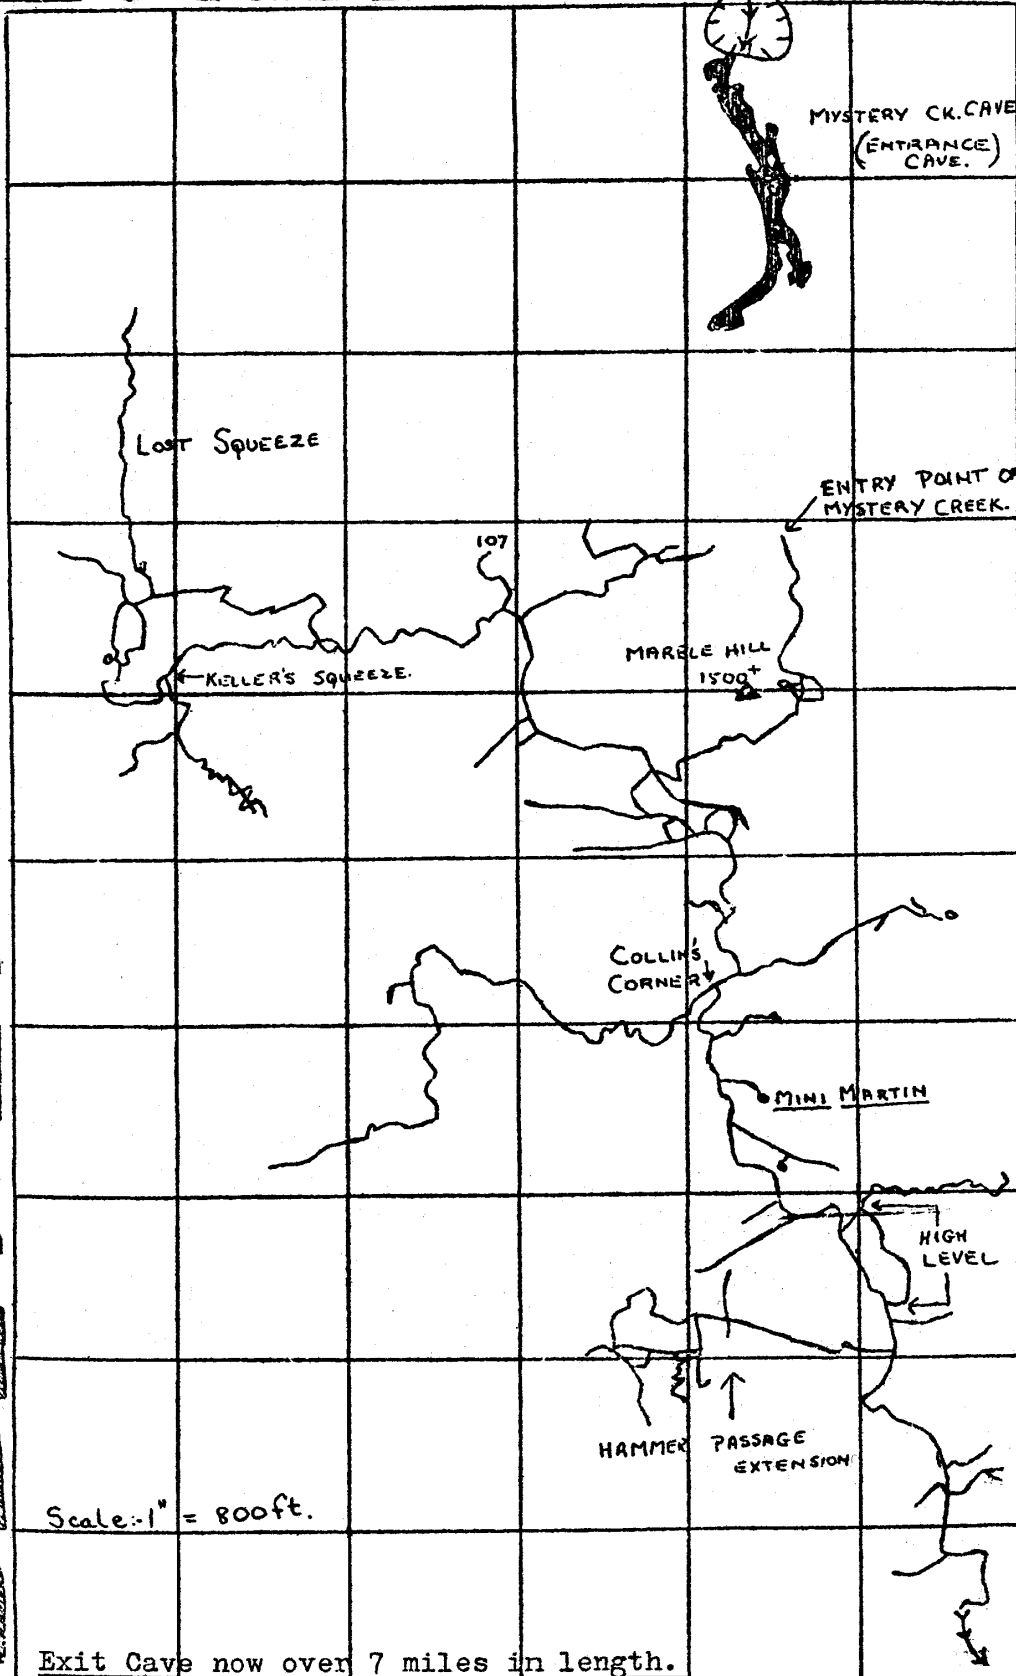 MYSTERY CK. CAVE
(ENTRANCE)
CAVE.
LOST SQUEEZE
ENTRY POINT OF
MYSTERY CREEK.
107
MARBLE HILL
1500+
KELLER'S SQUEEZE.
COLLIN'S
CORNER
MINI MARTIN
HIGH
LEVEL
HAMMER PASSAGE
EXTENSION
Scale:-1" = 800ft.
Exit Cave now over 7 miles in length.